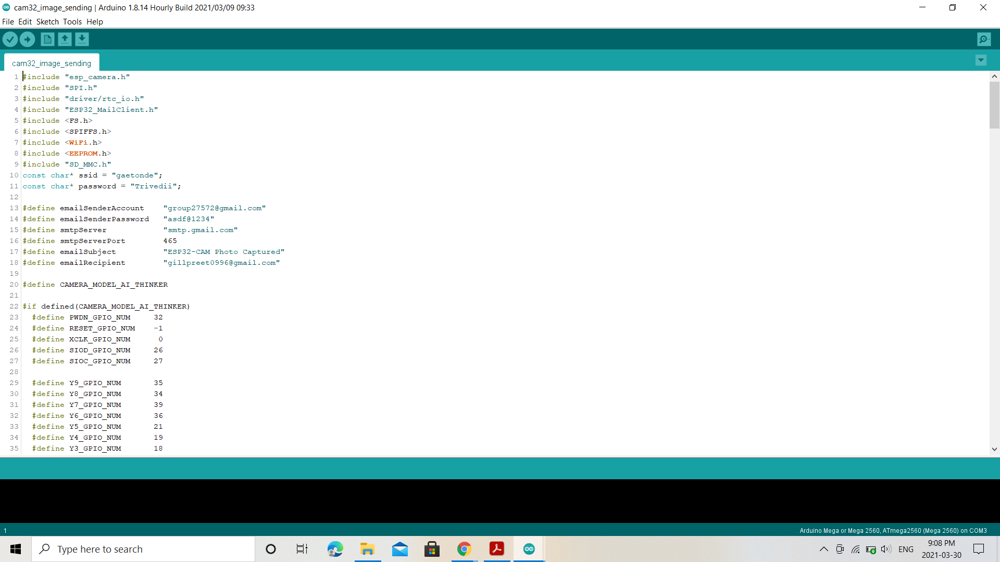 cam32_image_sending | Arduino 1.8.14 Hourly Build 2021/03/09 09:33
File Edit Sketch Tools Help
cam32_image_sending
1 #include "esp_camera.h"
2 #include "SPI.h"
3 #include "driver/rtc_io.h"
4 #include "ESP32_MailClient.h"
5 #include <FS.h>
6 #include <SPIFFS.h>
7 #include <WiFi.h>
8 #include <EEPROM.h>
9 #include "SD_MMC.h"
10 const char* ssid = "gaetonde";
11 const char* password = "Trivedii";
12
13 #define emailSenderAccount    "group27572@gmail.com"
14 #define emailSenderPassword   "asdf@1234"
15 #define smtpServer            "smtp.gmail.com"
16 #define smtpServerPort        465
17 #define emailSubject          "ESP32-CAM Photo Captured"
18 #define emailRecipient        "gillpreet0996@gmail.com"
19
20 #define CAMERA_MODEL_AI_THINKER
21
22 #if defined(CAMERA_MODEL_AI_THINKER)
23   #define PWDN_GPIO_NUM     32
24   #define RESET_GPIO_NUM    -1
25   #define XCLK_GPIO_NUM      0
26   #define SIOD_GPIO_NUM     26
27   #define SIOC_GPIO_NUM     27
28
29   #define Y9_GPIO_NUM       35
30   #define Y8_GPIO_NUM       34
31   #define Y7_GPIO_NUM       39
32   #define Y6_GPIO_NUM       36
33   #define Y5_GPIO_NUM       21
34   #define Y4_GPIO_NUM       19
35   #define Y3_GPIO_NUM       18
1 Arduino Mega or Mega 2560, ATmega2560 (Mega 2560) on COM3
Type here to search
ENG
9:08 PM
2021-03-30